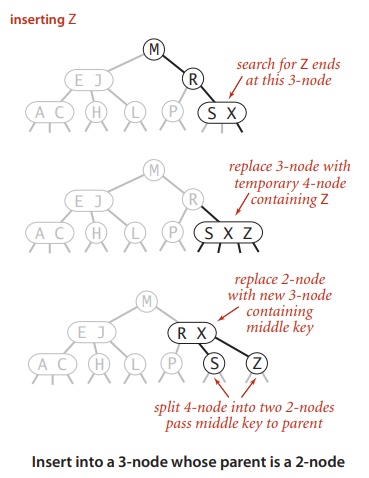 inserting Z
M
search for Z ends
at this 3-node
E J
R
A C
H
L
P
S X
M
replace 3-node with
temporary 4-node
containing Z
E J
R
A C
H
L
P
S X Z
replace 2-node
with new 3-node
containing
middle key
M
E J
R X
A C
H
L
P
S
Z
split 4-node into two 2-nodes
pass middle key to parent
Insert into a 3-node whose parent is a 2-node